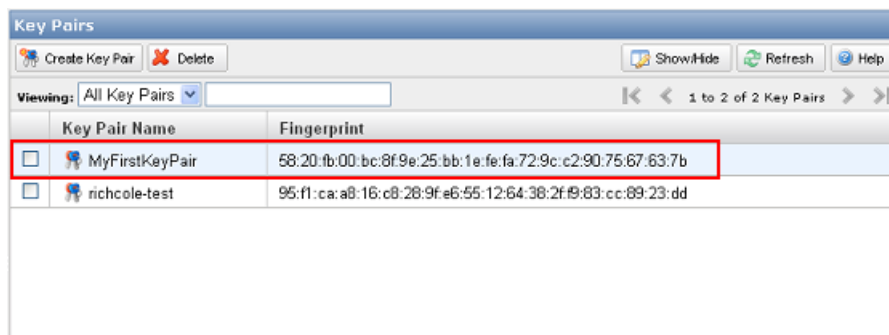 Key Pairs
Create Key Pair Delete Show/Hide Refresh Help
Viewing: All Key Pairs 1 to 2 of 2 Key Pairs
Key Pair Name Fingerprint
MyFirstKeyPair 58:20:fb:00:bc:8f:9e:25:bb:1e:fe:fa:72:9c:c2:90:75:67:63:7b
richcole-test 95:f1:ca:a8:16:c8:28:9f:e6:55:12:64:38:2f:f9:83:cc:89:23:dd